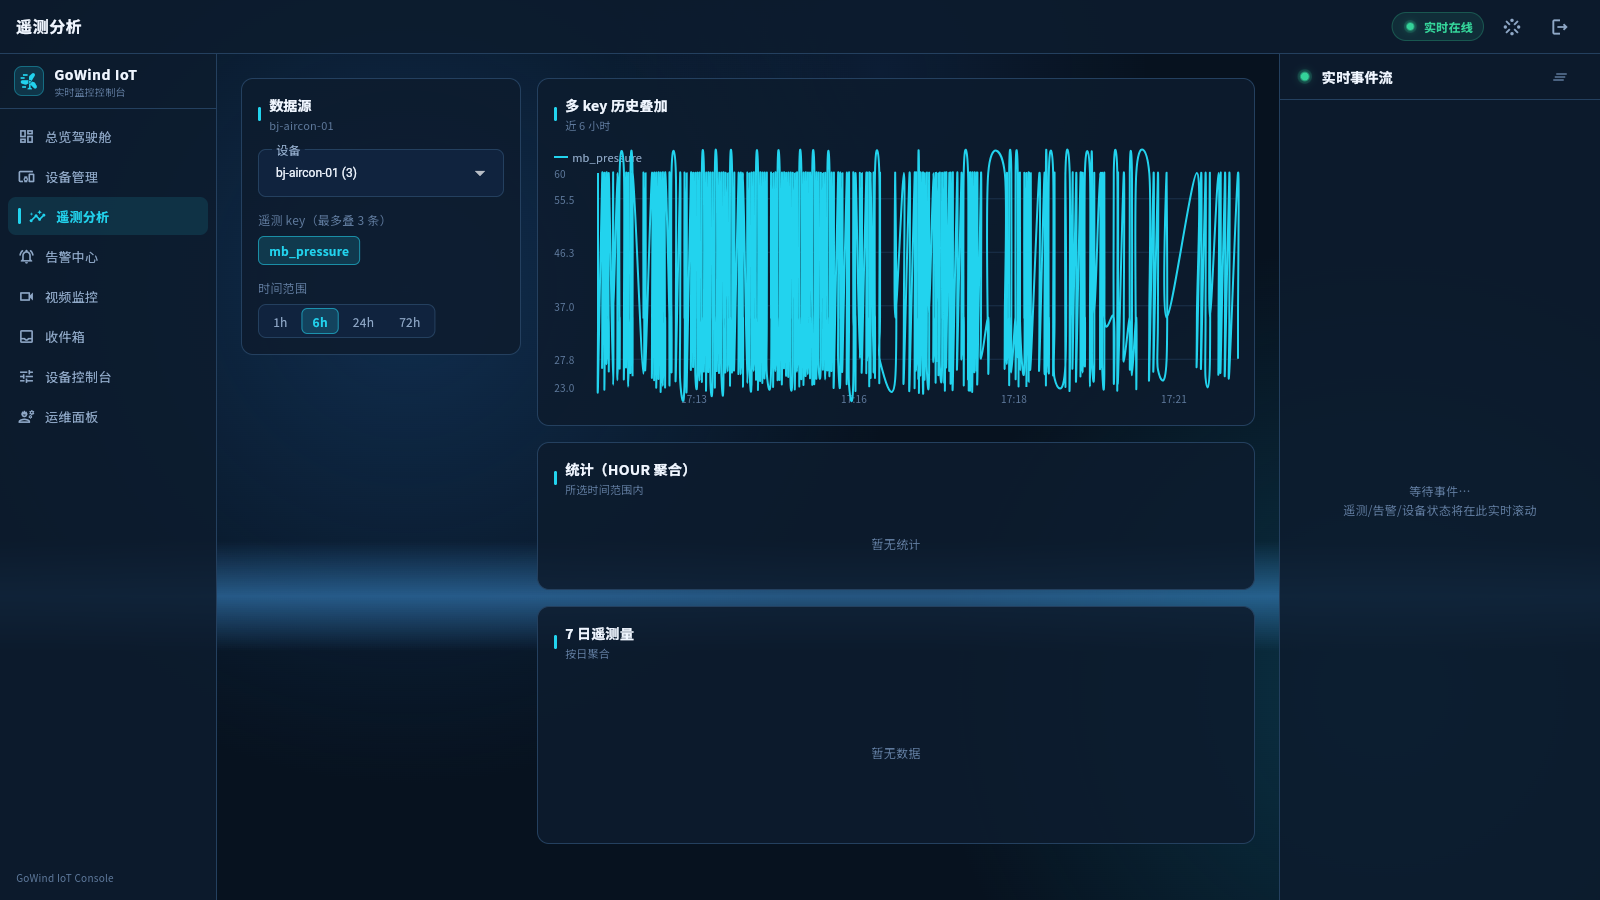 遥测分析
实时在线
GoWind IoT
实时监控控制台
总览驾驶舱
设备管理
遥测分析
告警中心
视频监控
收件箱
设备控制台
运维面板
GoWind IoT Console
数据源
bj-aircon-01
设备
bj-aircon-01 (3)
遥测 key（最多叠 3 条）
mb_pressure
时间范围
1h 6h 24h 72h
多 key 历史叠加
近 6 小时
mb_pressure
60
55.5
46.3
37.0
27.8
23.0
17:13 17:16 17:18 17:21
统计（HOUR 聚合）
所选时间范围内
暂无统计
7 日遥测量
按日聚合
暂无数据
实时事件流
等待事件…
遥测/告警/设备状态将在此实时滚动